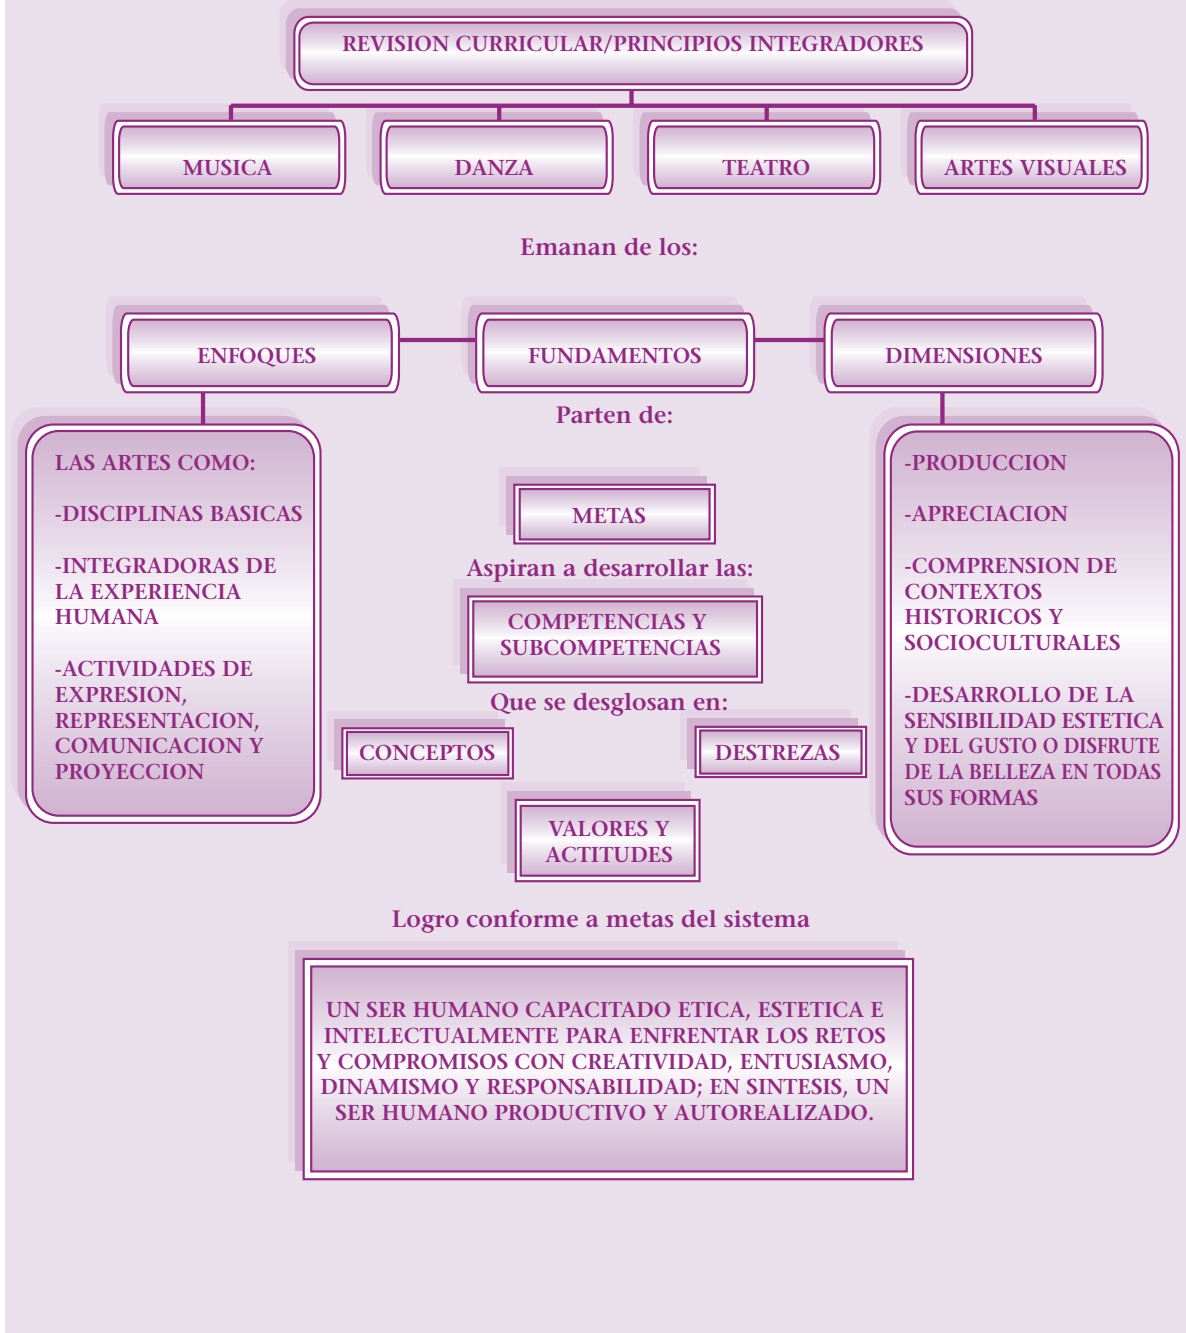 REVISION CURRICULAR/PRINCIPIOS INTEGRADORES
MUSICA
DANZA
TEATRO
ARTES VISUALES
Emanan de los:
ENFOQUES
FUNDAMENTOS
DIMENSIONES
LAS ARTES COMO:
-DISCIPLINAS BASICAS
-INTEGRADORAS DE
LA EXPERIENCIA
HUMANA
-ACTIVIDADES DE
EXPRESION,
REPRESENTACION,
COMUNICACION Y
PROYECCION
Parten de:
METAS
Aspiran a desarrollar las:
COMPETENCIAS Y
SUBCOMPETENCIAS
Que se desglosan en:
CONCEPTOS
DESTREZAS
VALORES Y
ACTITUDES
-PRODUCCION
-APRECIACION
-COMPRENSION DE
CONTEXTOS
HISTORICOS Y
SOCIOCULTURALES
-DESARROLLO DE LA
SENSIBILIDAD ESTETICA
Y DEL GUSTO O DISFRUTE
DE LA BELLEZA EN TODAS
SUS FORMAS
Logro conforme a metas del sistema
UN SER HUMANO CAPACITADO ETICA, ESTETICA E
INTELECTUALMENTE PARA ENFRENTAR LOS RETOS
Y COMPROMISOS CON CREATIVIDAD, ENTUSIASMO,
DINAMISMO Y RESPONSABILIDAD; EN SINTESIS, UN
SER HUMANO PRODUCTIVO Y AUTOREALIZADO.